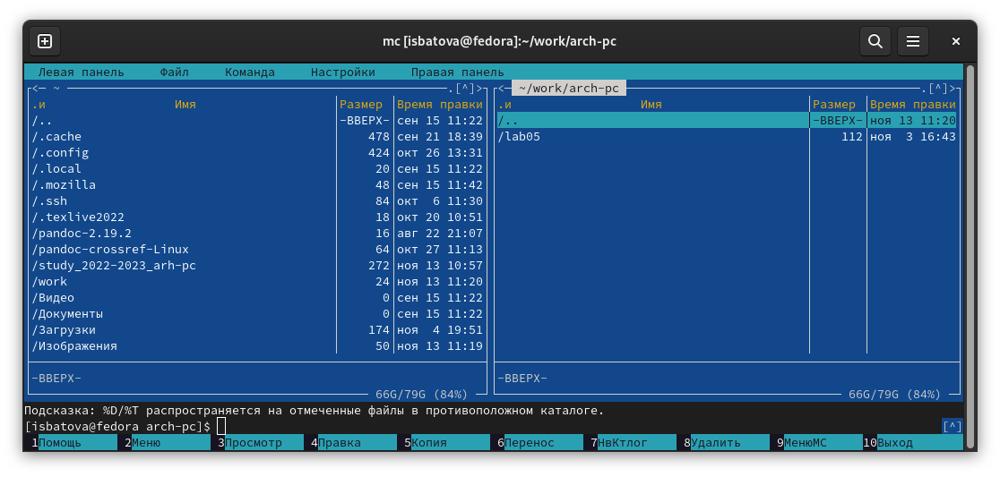 mc [isbatova@fedora]:~/work/arch-pc
Левая панель Файл Команда Настройки Правая панель
<— ~ .[^]> <— ~/work/arch-pc .[^]>
.и Имя Размер Время правки .и Имя Размер Время правки
/.. -ВВЕРХ- сен 15 11:22 /.. -ВВЕРХ- ноя 13 11:20
/.cache 478 сен 21 18:39 /lab05 112 ноя 3 16:43
/.config 424 окт 26 13:31
/.local 20 сен 15 11:22
/.mozilla 48 сен 15 11:42
/.ssh 84 окт 6 11:30
/.texlive2022 18 окт 20 10:51
/pandoc-2.19.2 16 авг 22 21:07
/pandoc-crossref-Linux 64 окт 27 11:13
/study_2022-2023_arh-pc 272 ноя 13 10:57
/work 24 ноя 13 11:20
/Видео 0 сен 15 11:22
/Документы 0 сен 15 11:22
/Загрузки 174 ноя 4 19:51
/Изображения 50 ноя 13 11:19
-ВВЕРХ- -ВВЕРХ-
66G/79G (84%) 66G/79G (84%)
Подсказка: %D/%T распространяется на отмеченные файлы в противоположном каталоге.
[isbatova@fedora arch-pc]$ [^]
1Помощь 2Меню 3Просмотр 4Правка 5Копия 6Перенос 7НвКтлог 8Удалить 9МенюМС 10Выход